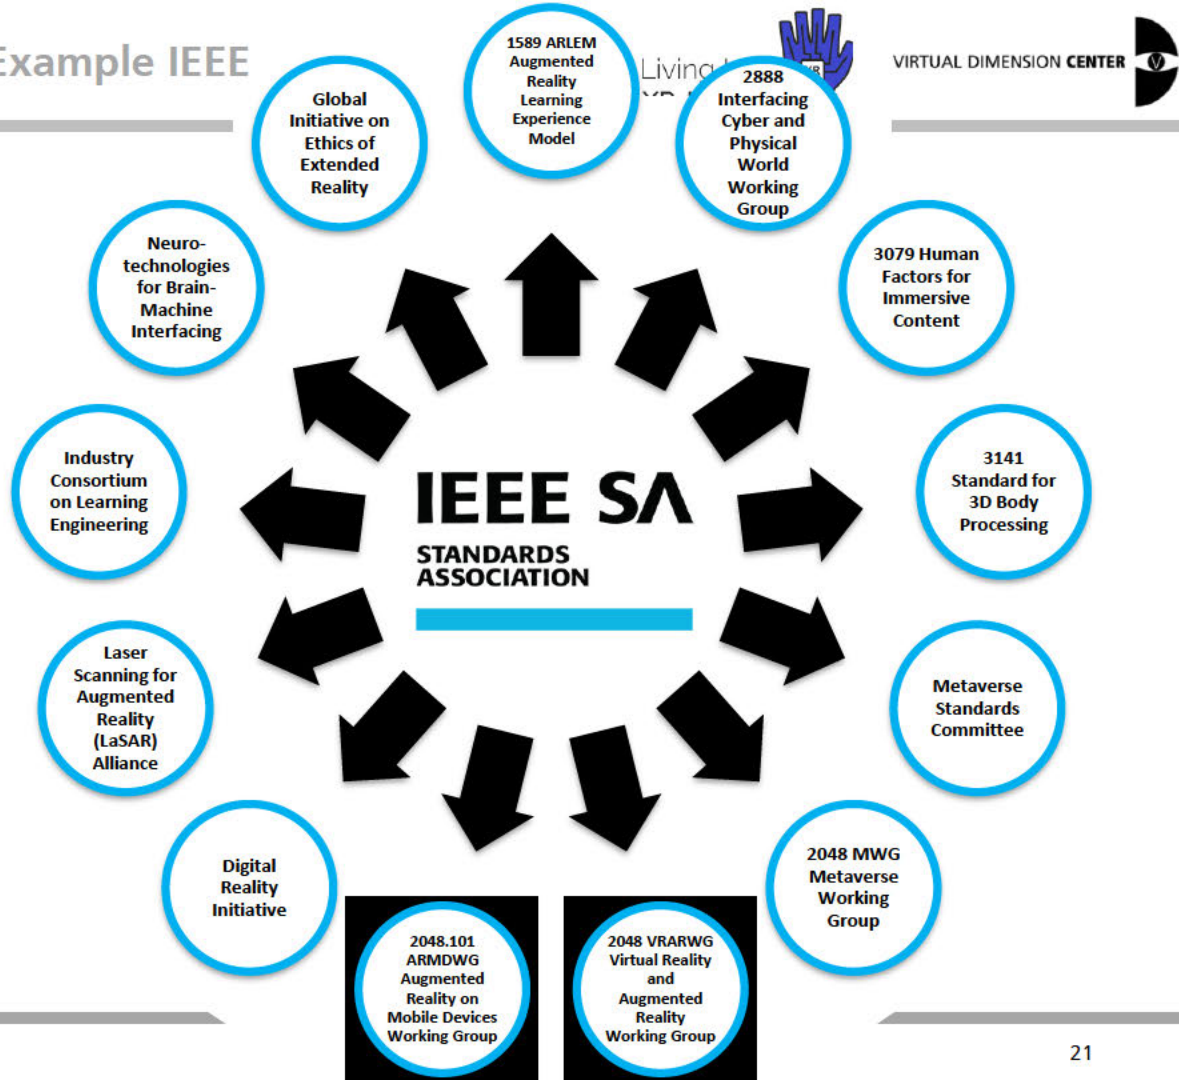 Example IEEE
Living
VR
VIRTUAL DIMENSION CENTER
1589 ARLEM
Augmented
Reality
Learning
Experience
Model
2888
Interfacing
Cyber and
Physical
World
Working
Group
3079 Human
Factors for
Immersive
Content
3141
Standard for
3D Body
Processing
Metaverse
Standards
Committee
2048 MWG
Metaverse
Working
Group
2048 VRARWG
Virtual Reality
and
Augmented
Reality
Working Group
2048.101
ARMDWG
Augmented
Reality on
Mobile Devices
Working Group
Digital
Reality
Initiative
Laser
Scanning for
Augmented
Reality
(LaSAR)
Alliance
Industry
Consortium
on Learning
Engineering
Neuro-
technologies
for Brain-
Machine
Interfacing
Global
Initiative on
Ethics of
Extended
Reality
IEEE SA
STANDARDS
ASSOCIATION
21